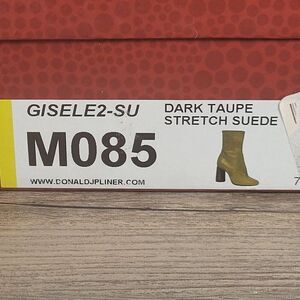 GISELE2-SU
DARK TAUPE
STRETCH SUEDE
M085
WWW.DONALDJPLINER.COM